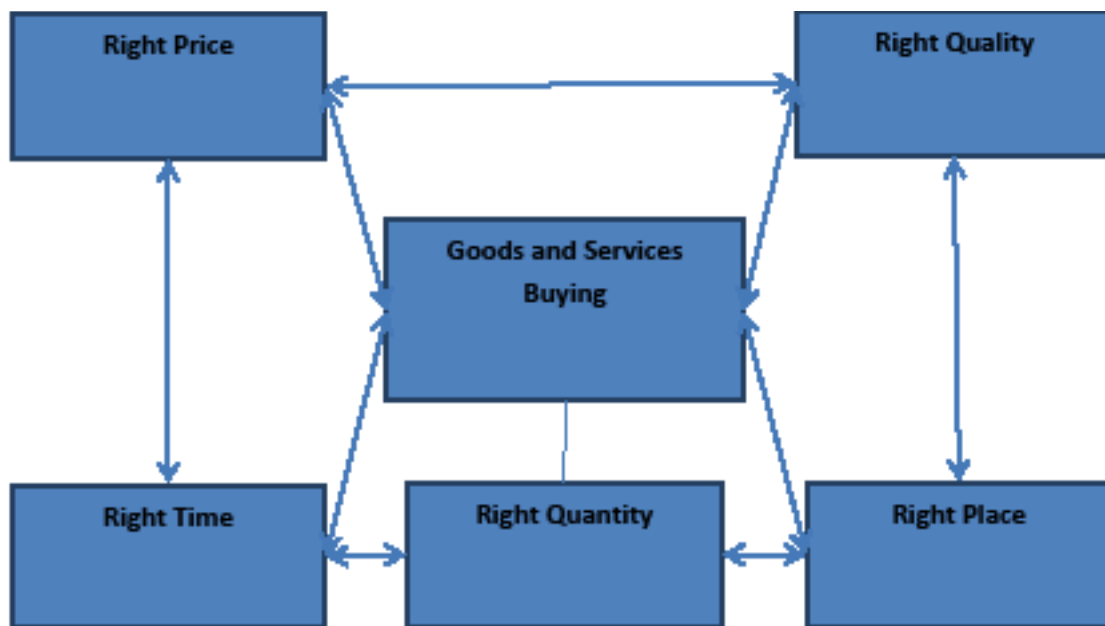 Right Price
Right Quality
Goods and Services
Buying
Right Time
Right Quantity
Right Place